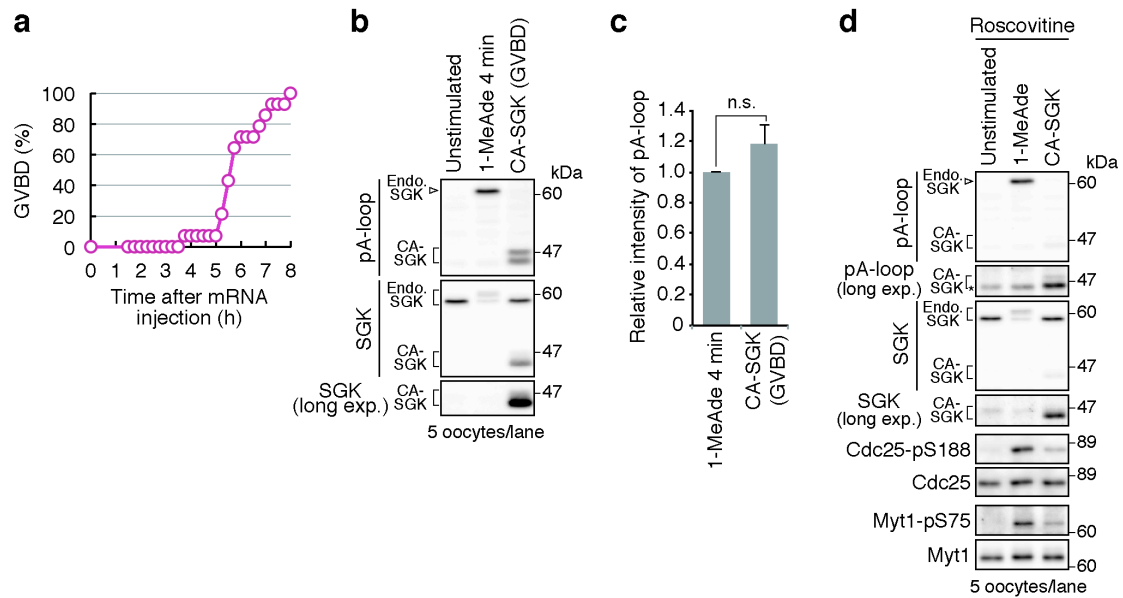 a
GVBD (%)
100
80
60
40
20
0
0 1 2 3 4 5 6 7 8
Time after mRNA
injection (h)
b
Unstimulated
1-MeAde 4 min
CA-SGK (GVBD)
kDa
pA-loop
Endo.
SGK
CA-
SGK
60
47
SGK
Endo.
SGK
CA-
SGK
60
47
SGK
(long exp.)
CA-
SGK
47
5 oocytes/lane
c
Relative intensity of pA-loop
1.4
1.2
1.0
0.8
0.6
0.4
0.2
0
n.s.
1-MeAde 4 min
CA-SGK
(GVBD)
d
Roscovitine
Unstimulated
1-MeAde
CA-SGK
kDa
pA-loop
Endo.
SGK
CA-
SGK
60
47
pA-loop
(long exp.)
CA-
SGK
*
47
SGK
Endo.
SGK
CA-
SGK
60
47
SGK
(long exp.)
CA-
SGK
47
Cdc25-pS188
89
Cdc25
89
Myt1-pS75
60
Myt1
60
5 oocytes/lane